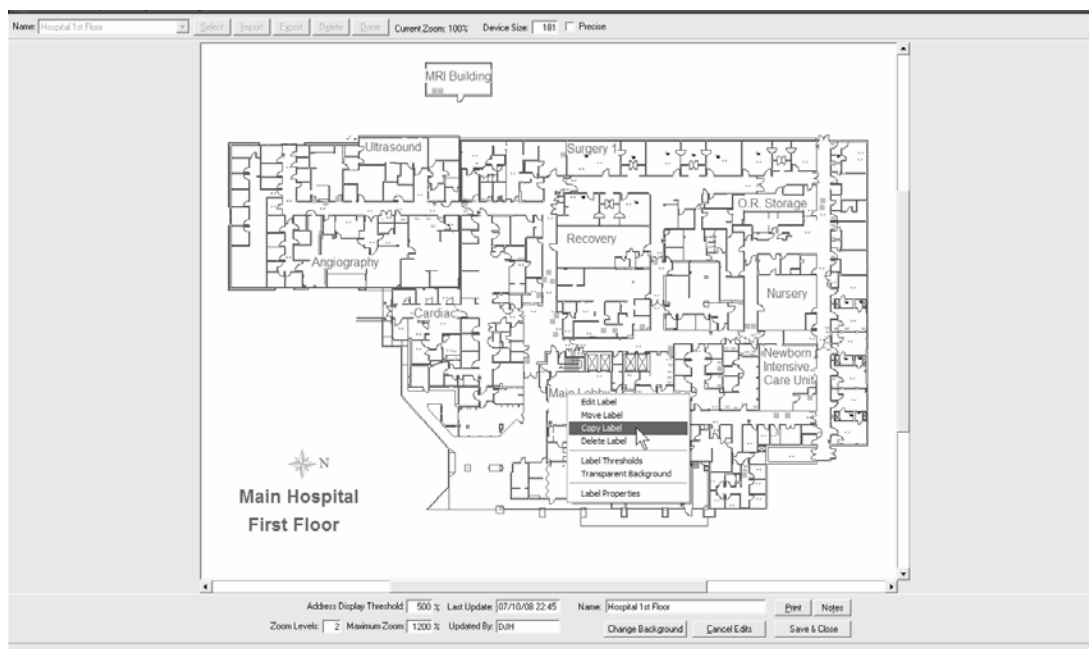 Name: Hospital 1st Floor Select Import Export Delete Done Current Zoom: 100% Device Size: 181 Precise
MRI Building
Ultrasound
Surgery 1
O.R. Storage
Recovery
Angiography
Nursery
Cardiac
Newborn
Intensive
Care Unit
Main Lobby
Edit Label
Move Label
Copy Label
Delete Label
Label Thresholds
Transparent Background
Label Properties
N
Main Hospital
First Floor
Address Display Threshold: 500 % Last Update: 07/10/08 22:45 Name: Hospital 1st Floor Print Notes
Zoom Levels: 2 Maximum Zoom: 1200 % Updated By: DJH Change Background Cancel Edits Save & Close